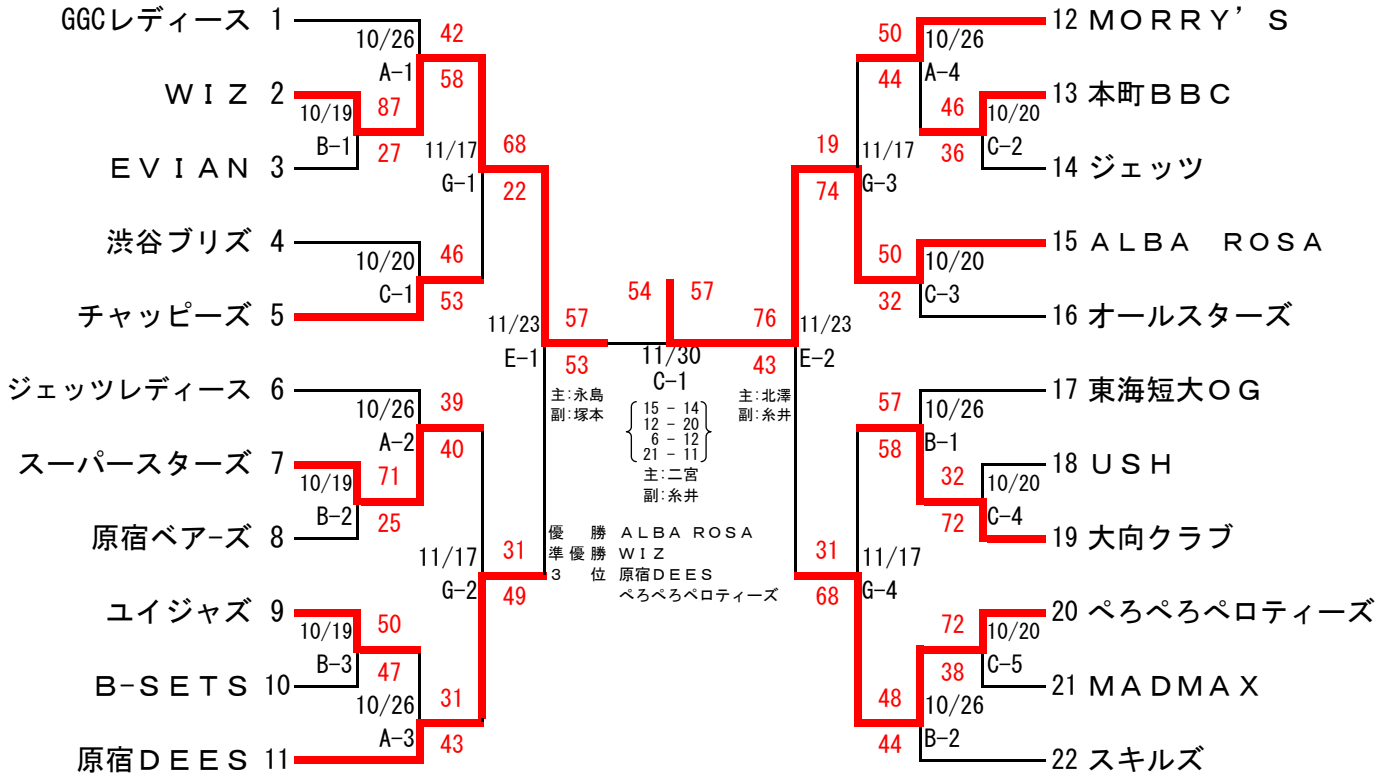 GGCレディース 1
10/26
A-1
42
58
ＷＩＺ 2
10/19
B-1
87
27
ＥＶＩＡＮ 3
11/17
G-1
68
22
渋谷ブリズ 4
10/20
C-1
46
53
チャッピーズ 5
11/23
E-1
57
53
主:永島
副:塚本
ジェッツレディース 6
10/26
A-2
39
40
スーパースターズ 7
10/19
B-2
71
25
原宿ベア-ズ 8
11/17
G-2
31
49
ユイジャズ 9
10/19
B-3
50
47
B-SETS 10
10/26
A-3
31
43
原宿ＤＥＥＳ 11
54
57
11/30
C-1
15 - 14
12 - 20
6 - 12
21 - 11
主:二宮
副:糸井
優　勝 ALBA ROSA
準優勝 WIZ
３　位 原宿DEES
ぺろぺろペロティーズ
12 ＭＯＲＲＹ’Ｓ
50
44
10/26
A-4
13 本町ＢＢＣ
46
36
10/20
C-2
14 ジェッツ
19
74
11/17
G-3
15 ＡＬＢＡ　ＲＯＳＡ
50
32
10/20
C-3
16 オールスターズ
76
43
11/23
E-2
主:北澤
副:糸井
17 東海短大ＯＧ
57
58
10/26
B-1
18 ＵＳＨ
32
72
10/20
C-4
19 大向クラブ
31
68
11/17
G-4
20 ぺろぺろペロティーズ
72
38
10/20
C-5
21 ＭＡＤＭＡＸ
48
44
10/26
B-2
22 スキルズ